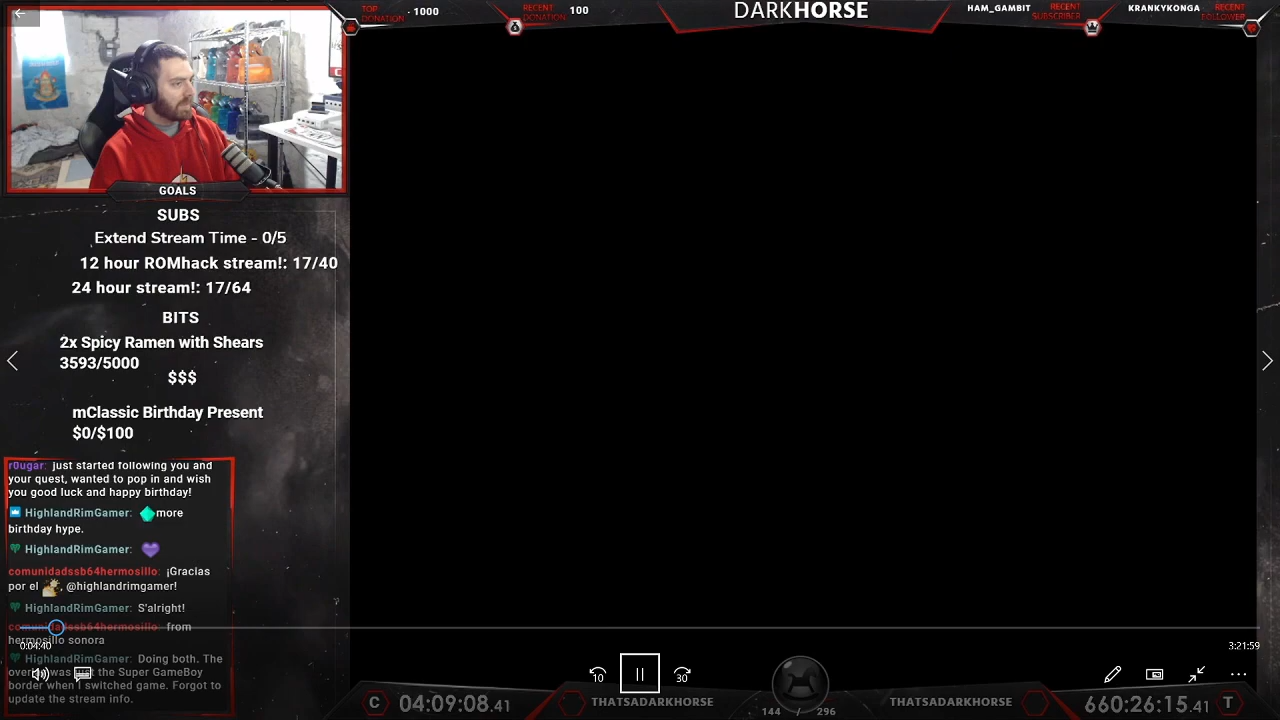 TOP
DONATION
- 1000
RECENT
DONATION
100
DARKHORSE
HAM_GAMBIT
RECENT
SUBSCRIBER
KRANKYKONGA
RECENT
FOLLOWER
GOALS
SUBS
Extend Stream Time - 0/5
12 hour ROMhack stream!: 17/40
24 hour stream!: 17/64
BITS
2x Spicy Ramen with Shears
3593/5000
$$$
mClassic Birthday Present
$0/$100
r0ugar: just started following you and
your quest, wanted to pop in and wish
you good luck and happy birthday!
HighlandRimGamer: more
birthday hype.
HighlandRimGamer:
comunidadssb64hermosillo: ¡Gracias
por el , @highlandrimgamer!
HighlandRimGamer: S'alright!
comunidadssb64hermosillo: from
hermosillo sonora
HighlandRimGamer: Doing both. The
was the Super GameBoy
border when I switched game. Forgot to
update the stream info.
0:04:40
3:21:59
10
30
C
04:09:08.41
THATSADARKHORSE
144 / 296
THATSADARKHORSE
660:26:15.41
T